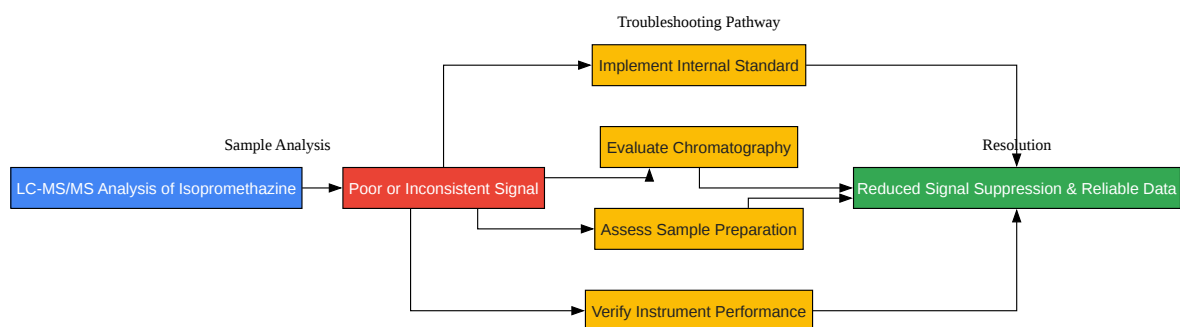 Troubleshooting Pathway
Implement Internal Standard
Sample Analysis
Evaluate Chromatography
Resolution
LC-MS/MS Analysis of Isopromethazine
Poor or Inconsistent Signal
Reduced Signal Suppression & Reliable Data
Assess Sample Preparation
Verify Instrument Performance